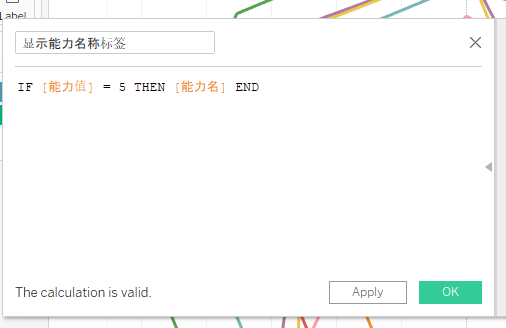 Label
显示能力名称标签
IF [能力值] = 5 THEN [能力名] END
The calculation is valid.
Apply
OK